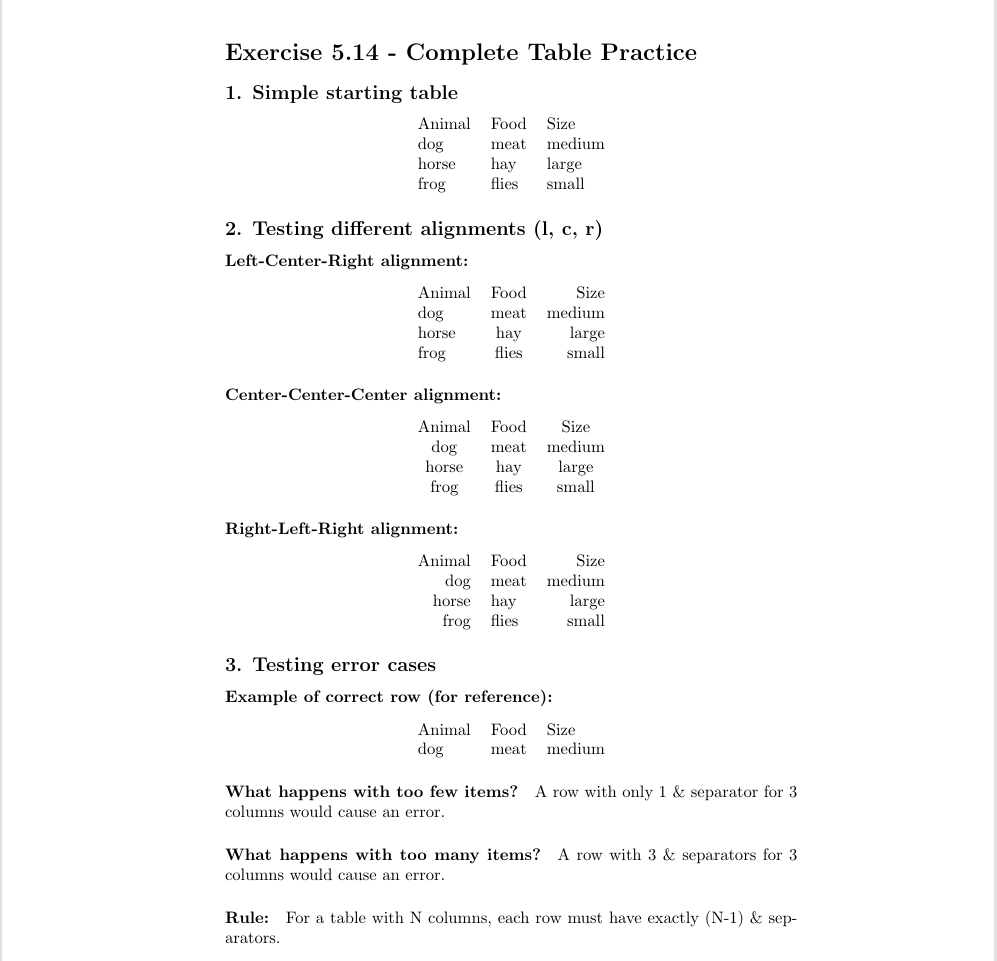 Exercise 5.14 - Complete Table Practice
1. Simple starting table
Animal Food Size
dog meat medium
horse hay large
frog flies small
2. Testing different alignments (l, c, r)
Left-Center-Right alignment:
Animal Food Size
dog meat medium
horse hay large
frog flies small
Center-Center-Center alignment:
Animal Food Size
dog meat medium
horse hay large
frog flies small
Right-Left-Right alignment:
Animal Food Size
dog meat medium
horse hay large
frog flies small
3. Testing error cases
Example of correct row (for reference):
Animal Food Size
dog meat medium
What happens with too few items? A row with only 1 & separator for 3
columns would cause an error.
What happens with too many items? A row with 3 & separators for 3
columns would cause an error.
Rule: For a table with N columns, each row must have exactly (N-1) & sep-
arators.